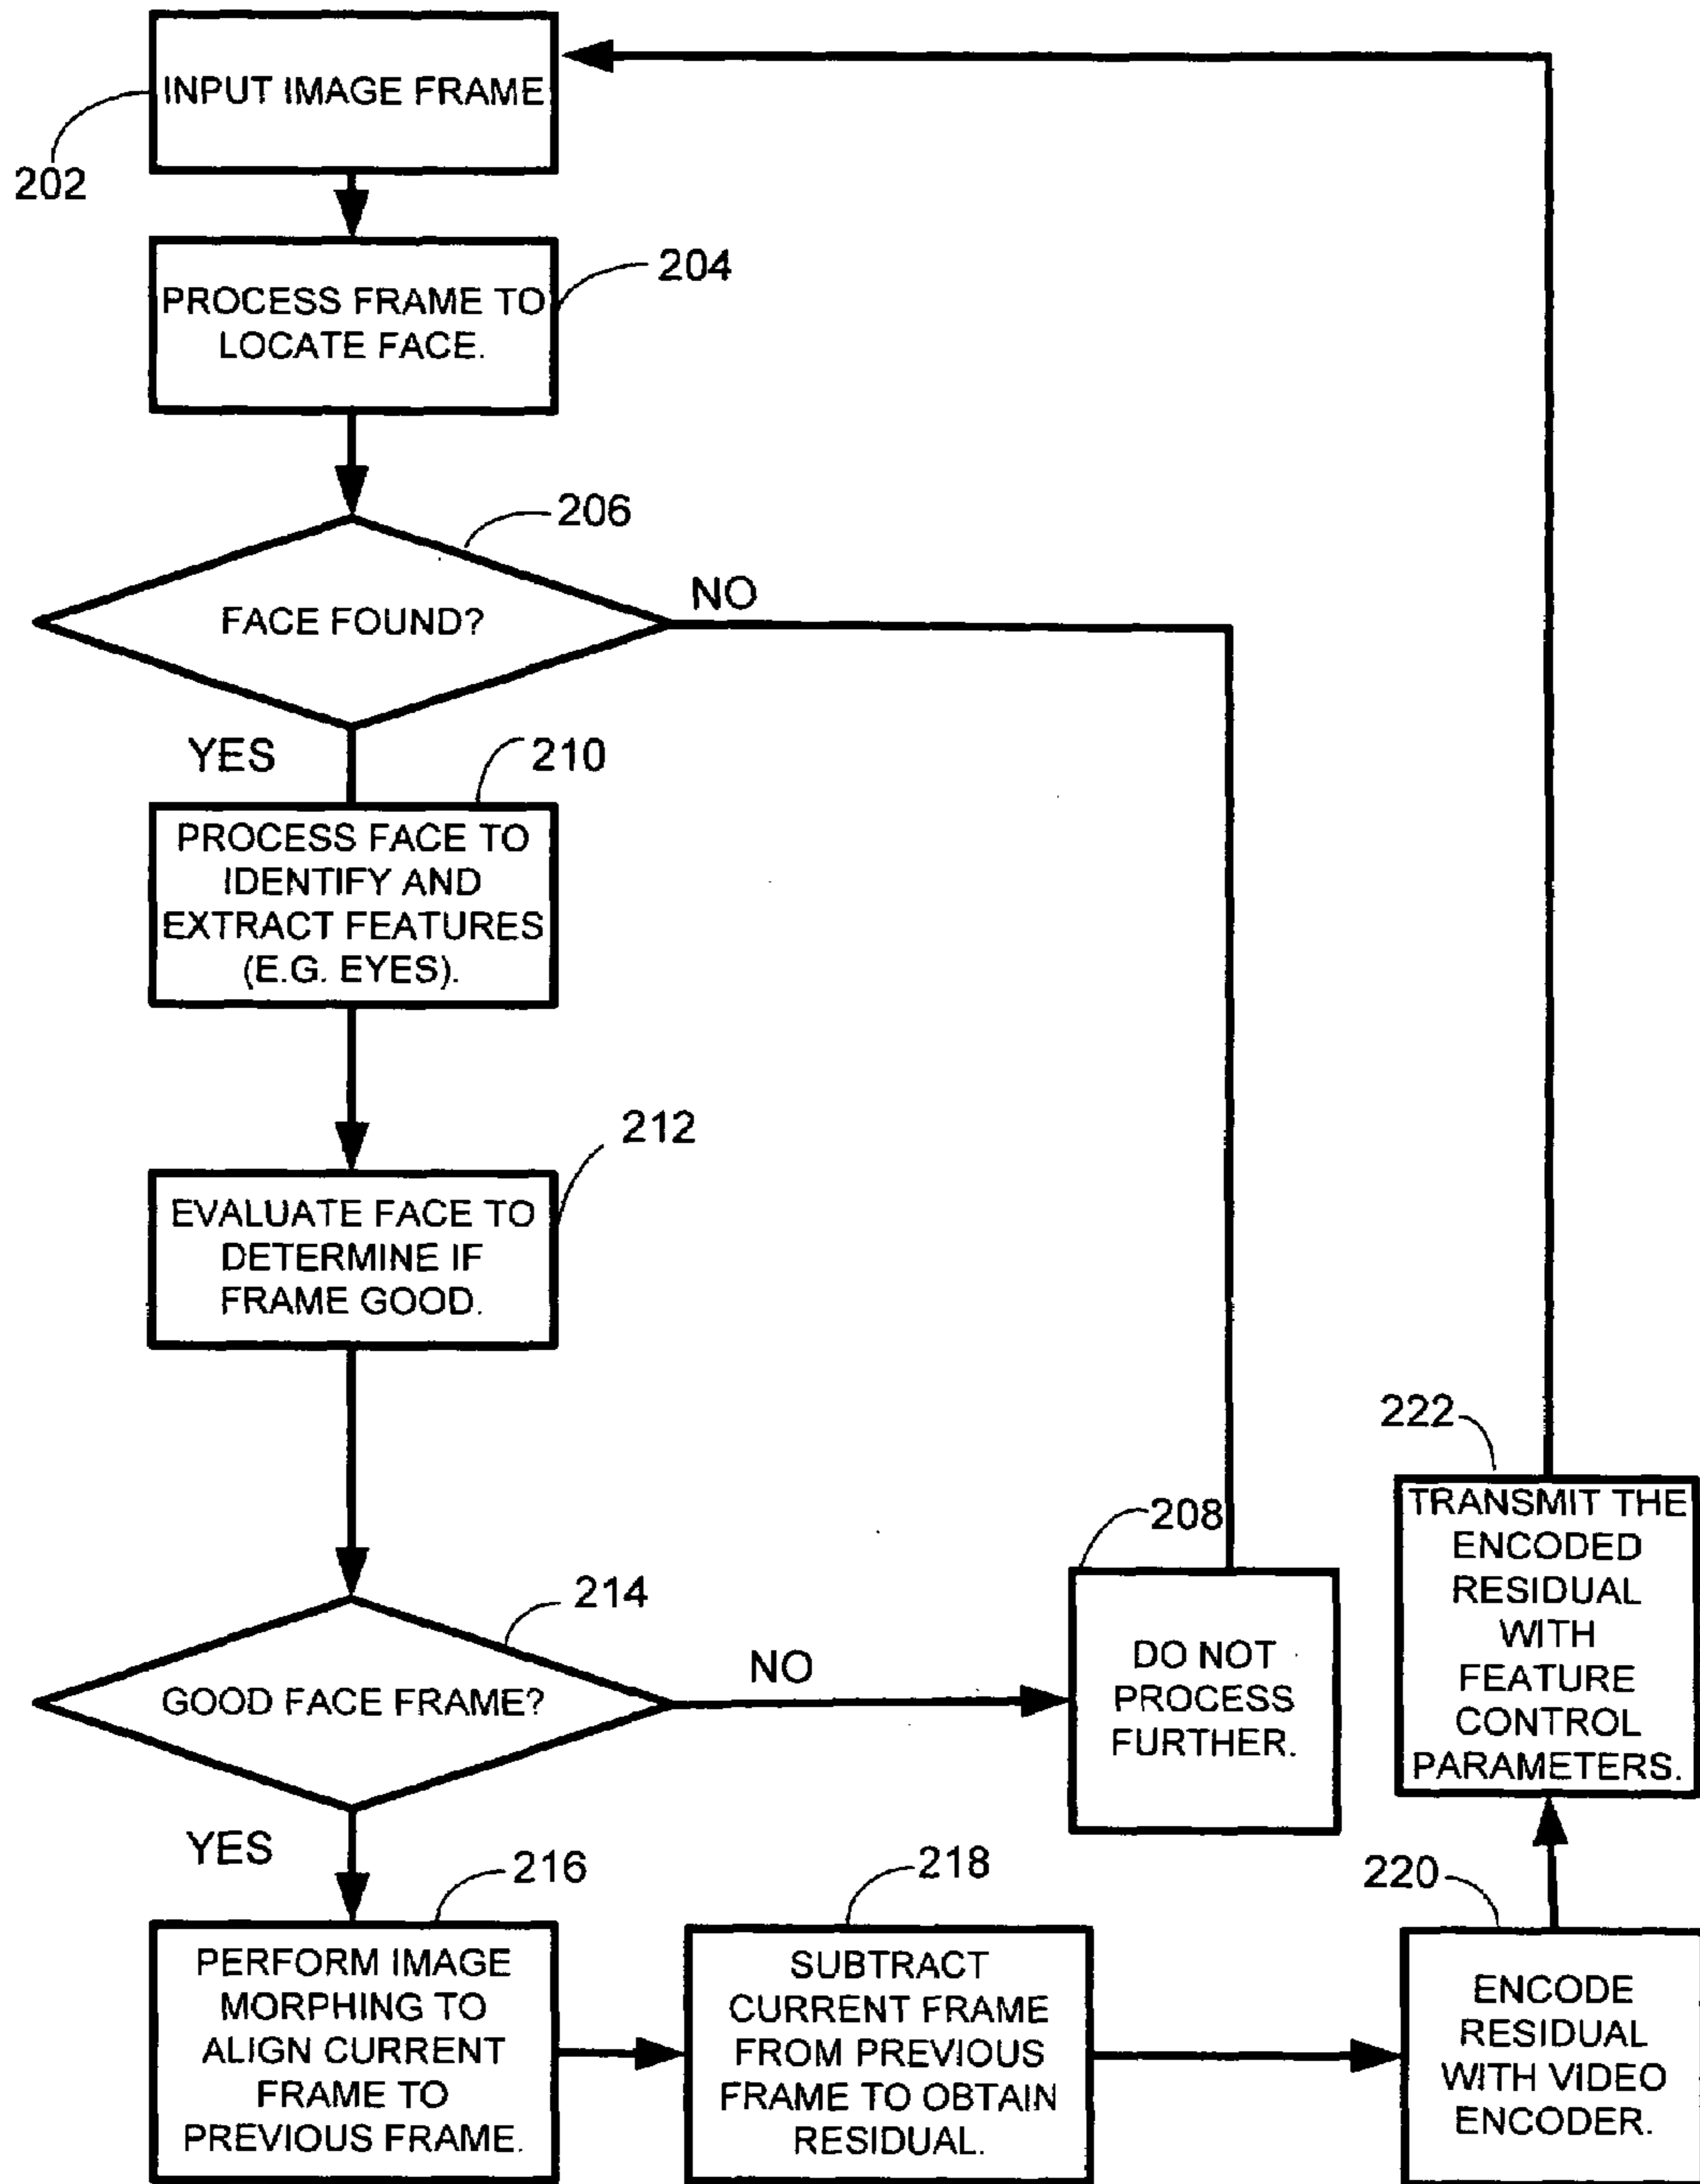 INPUT IMAGE FRAME
202
PROCESS FRAME TO
LOCATE FACE.
204
206
FACE FOUND?
NO
YES
210
PROCESS FACE TO
IDENTIFY AND
EXTRACT FEATURES
(E.G. EYES).
212
EVALUATE FACE TO
DETERMINE IF
FRAME GOOD.
214
GOOD FACE FRAME?
NO
YES
208
DO NOT
PROCESS
FURTHER.
222
TRANSMIT THE
ENCODED
RESIDUAL
WITH
FEATURE
CONTROL
PARAMETERS.
216
PERFORM IMAGE
MORPHING TO
ALIGN CURRENT
FRAME TO
PREVIOUS FRAME.
218
SUBTRACT
CURRENT FRAME
FROM PREVIOUS
FRAME TO OBTAIN
RESIDUAL.
220
ENCODE
RESIDUAL
WITH VIDEO
ENCODER.